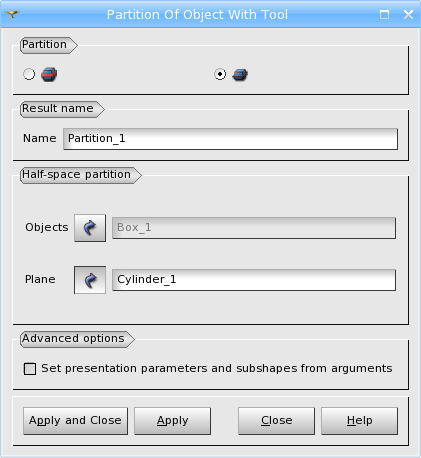 Partition Of Object With Tool
Partition
Result name
Name Partition_1
Half-space partition
Objects Box_1
Plane Cylinder_1
Advanced options
Set presentation parameters and subshapes from arguments
Apply and Close Apply Close Help